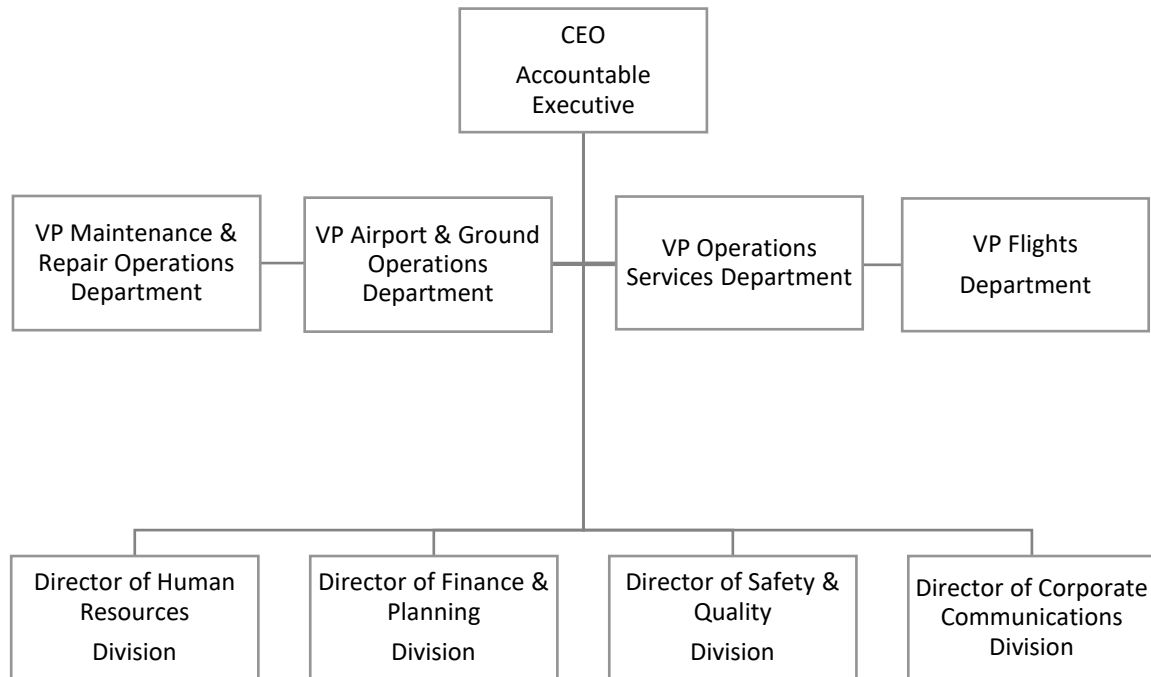 CEO
Accountable
Executive
VP Maintenance &
Repair Operations
Department
VP Airport & Ground
Operations
Department
VP Operations
Services Department
VP Flights
Department
Director of Human
Resources
Division
Director of Finance &
Planning
Division
Director of Safety &
Quality
Division
Director of Corporate
Communications
Division